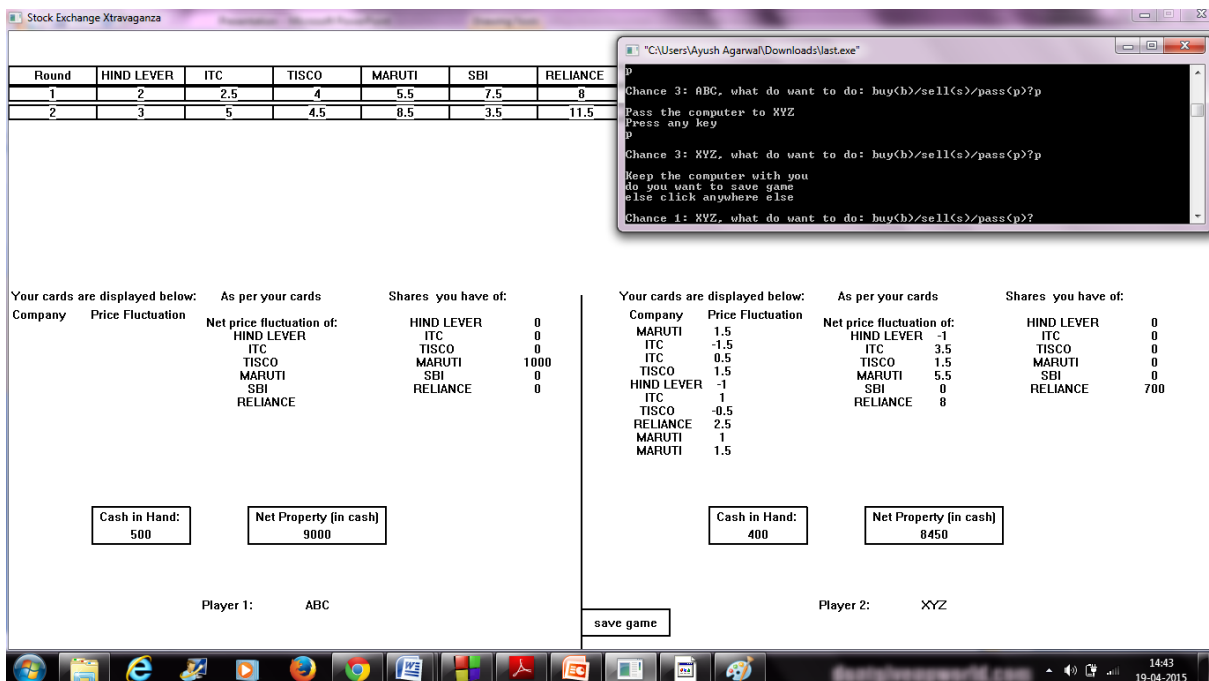 Stock Exchange Xtravaganza
Round HIND LEVER ITC TISCO MARUTI SBI RELIANCE
1 2 2.5 4 5.5 7.5 8
2 3 5 4.5 8.5 3.5 11.5
"C:\Users\Ayush Agarwal\Downloads\last.exe"
p
Chance 3: ABC, what do want to do: buy(b)/sell(s)/pass(p)?p
Pass the computer to XYZ
Press any key
p
Chance 3: XYZ, what do want to do: buy(b)/sell(s)/pass(p)?p
Keep the computer with you
do you want to save game
else click anywhere else
Chance 1: XYZ, what do want to do: buy(b)/sell(s)/pass(p)?
Your cards are displayed below: As per your cards Shares you have of:
Company Price Fluctuation
Net price fluctuation of:
HIND LEVER
ITC
TISCO
MARUTI
SBI
RELIANCE
HIND LEVER 0
ITC 0
TISCO 0
MARUTI 1000
SBI 0
RELIANCE 0
Cash in Hand:
500
Net Property (in cash)
9000
Player 1: ABC
Your cards are displayed below: As per your cards Shares you have of:
Company Price Fluctuation
MARUTI 1.5
ITC -1.5
ITC 0.5
TISCO 1.5
HIND LEVER -1
ITC 1
TISCO -0.5
RELIANCE 2.5
MARUTI 1
MARUTI 1.5
Net price fluctuation of:
HIND LEVER -1
ITC 3.5
TISCO 1.5
MARUTI 5.5
SBI 0
RELIANCE 8
HIND LEVER 0
ITC 0
TISCO 0
MARUTI 0
SBI 0
RELIANCE 700
Cash in Hand:
400
Net Property (in cash)
8450
Player 2: XYZ
save game
14:43
19-04-2015